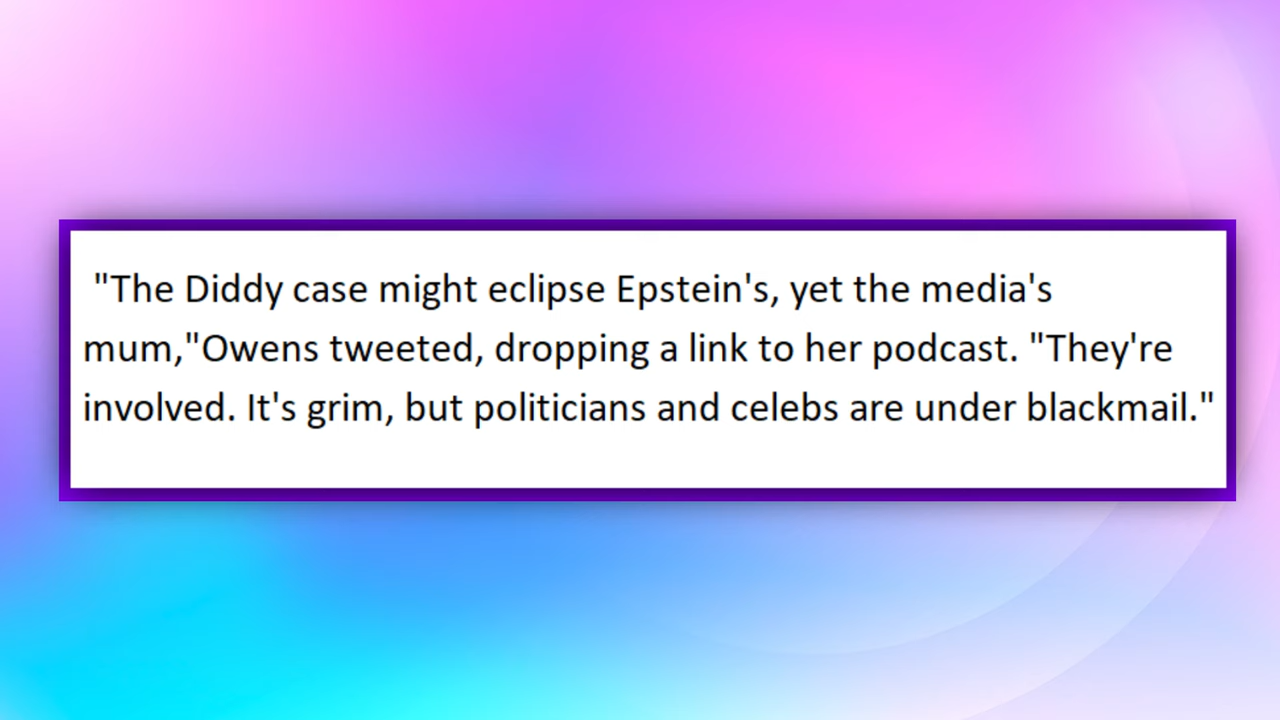 "The Diddy case might eclipse Epstein's, yet the media's
mum,"Owens tweeted, dropping a link to her podcast. "They're
involved. It's grim, but politicians and celebs are under blackmail."